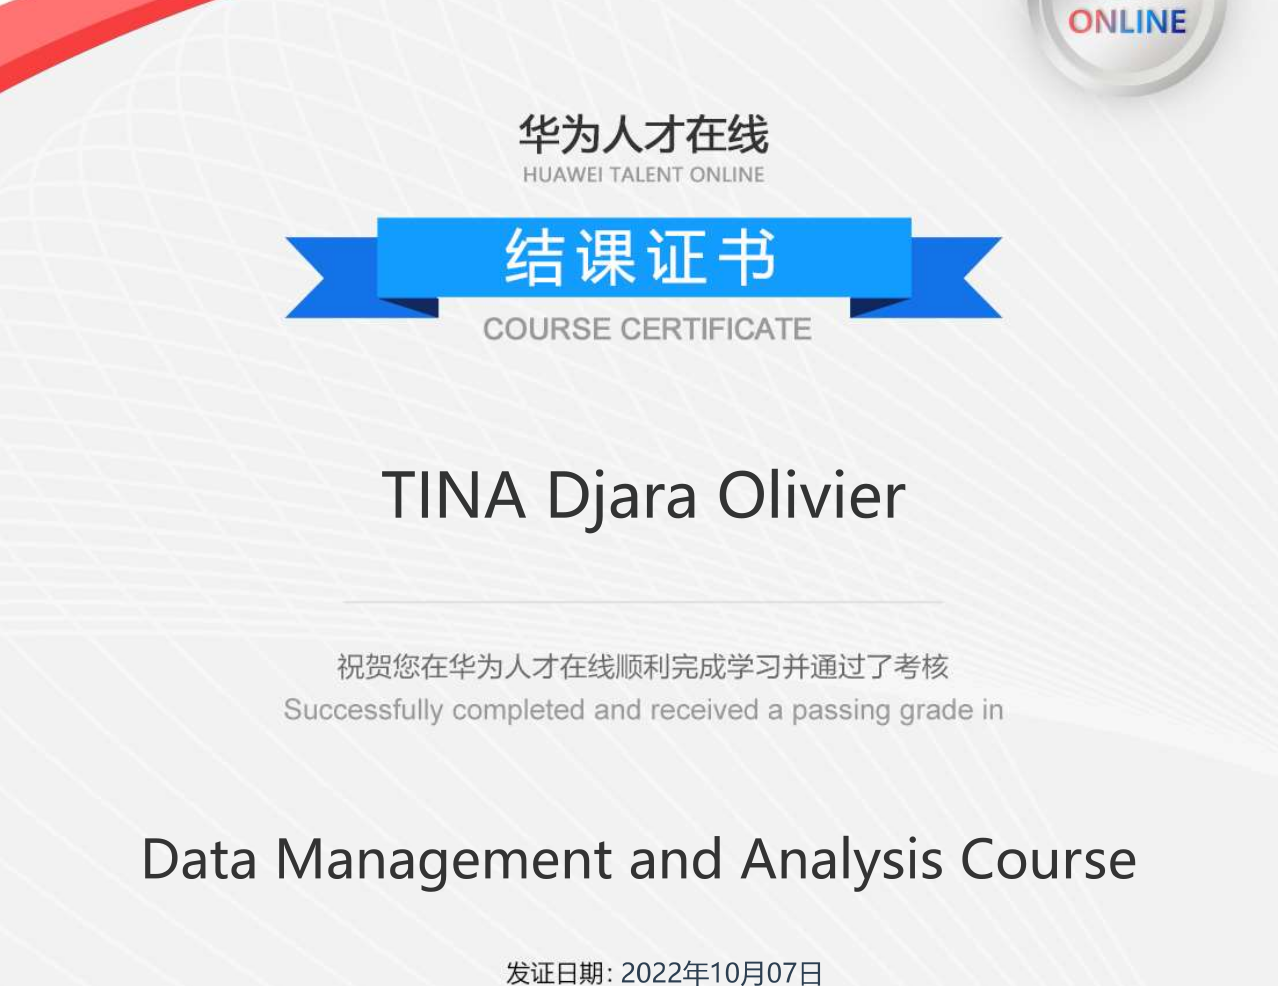 ONLINE
华为人才在线
HUAWEI TALENT ONLINE
结课证书
COURSE CERTIFICATE
TINA Djara Olivier
祝贺您在华为人才在线顺利完成学习并通过了考核
Successfully completed and received a passing grade in
Data Management and Analysis Course
发证日期：2022年10月07日